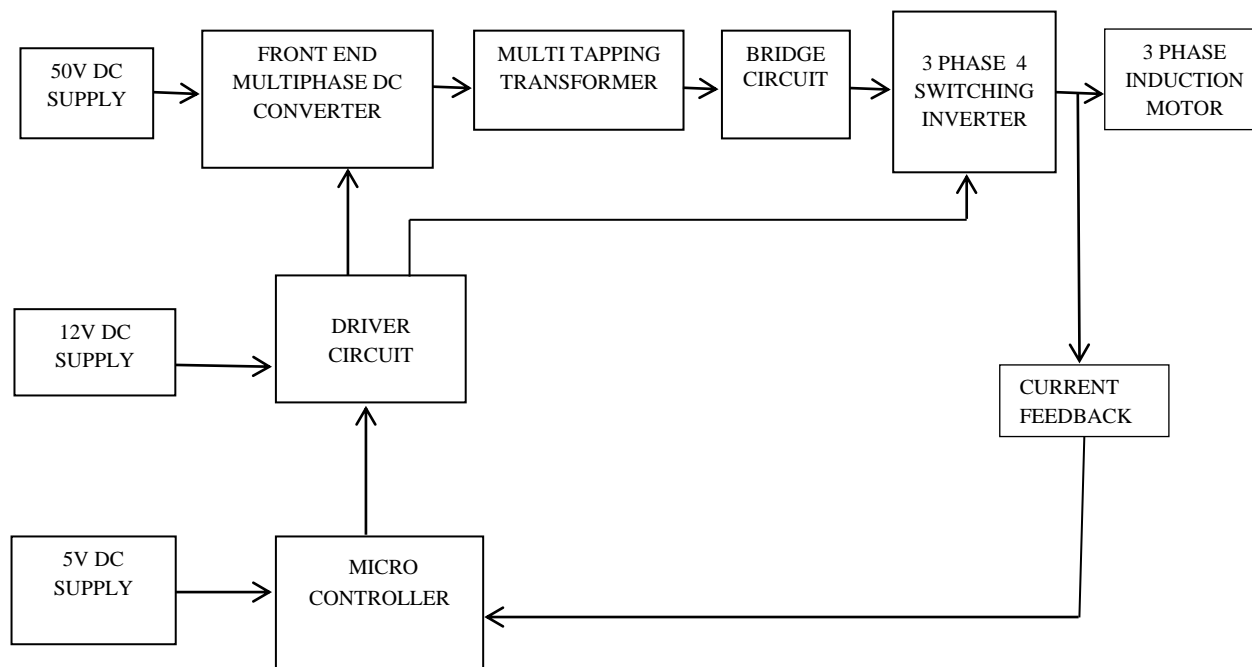 50V DC
SUPPLY
FRONT END
MULTIPHASE DC
CONVERTER
MULTI TAPPING
TRANSFORMER
BRIDGE
CIRCUIT
3 PHASE 4
SWITCHING
INVERTER
3 PHASE
INDUCTION
MOTOR
12V DC
SUPPLY
DRIVER
CIRCUIT
CURRENT
FEEDBACK
5V DC
SUPPLY
MICRO
CONTROLLER